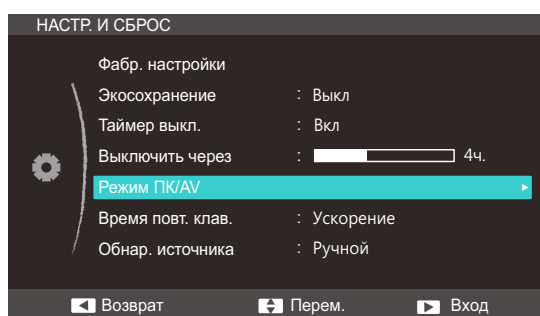 НАСТР. И СБРОС
Фабр. настройки
Экосохранение : Выкл
Таймер выкл. : Вкл
Выключить через : 4ч.
Режим ПК/AV
Время повт. клав. : Ускорение
Обнар. источника : Ручной
Возврат Перем. Вход